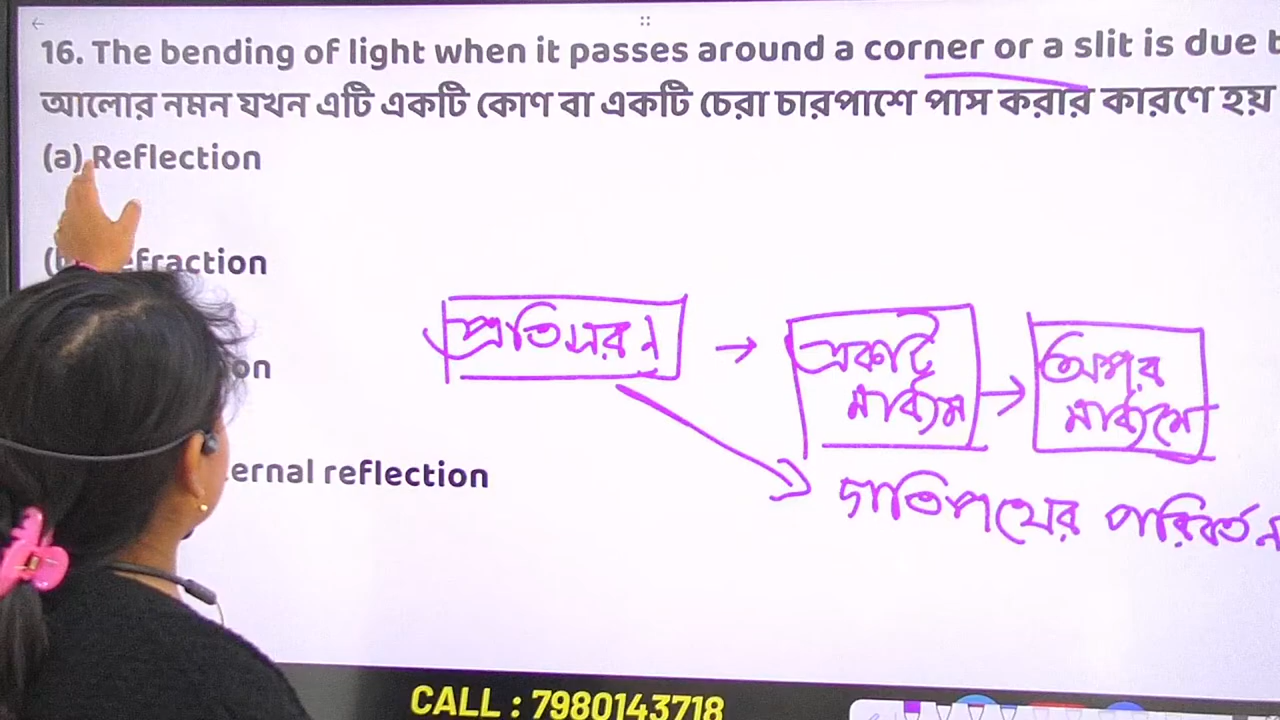 16. The bending of light when it passes around a corner or a slit is due
আলোর নমন যখন এটি একটি কোণ বা একটি চেরা চারপাশে পাস করার কারণে হয়
(a) Reflection
fraction
on
ernal reflection
প্রতিসরন → একটি মাধ্যম → অপর মাধ্যমে
গতিপথের পরিবর্তন
CALL : 7980143718